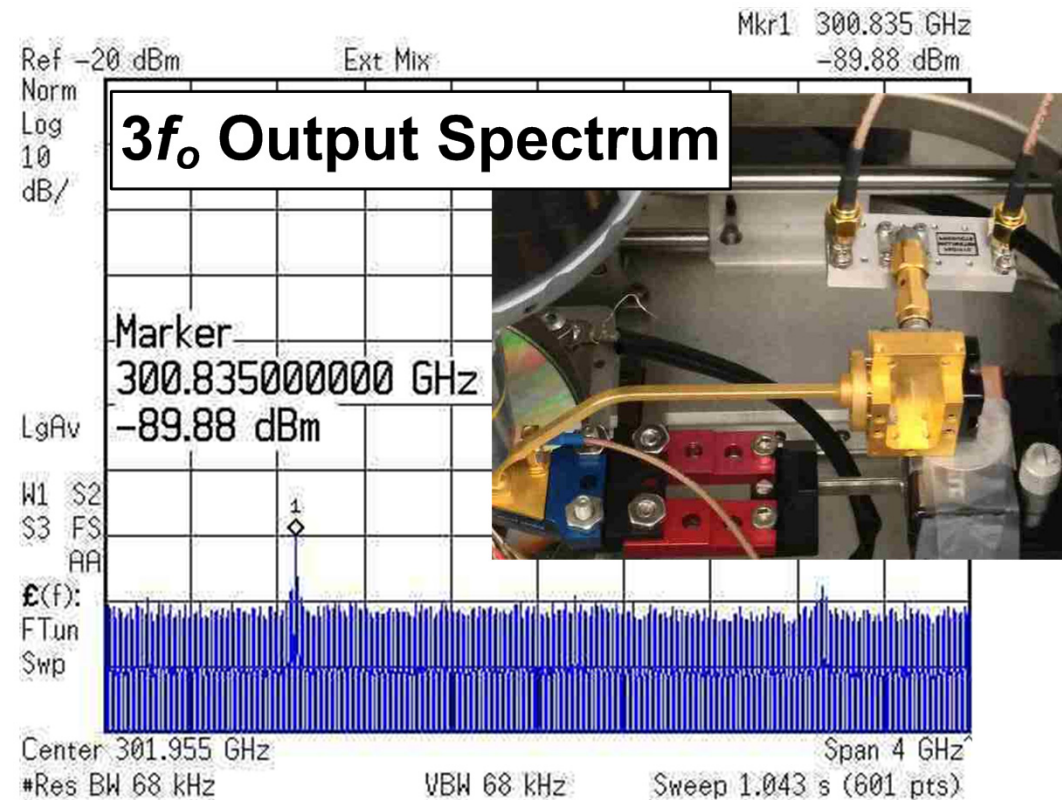 Mkr1 300.835 GHz
Ref -20 dBm Ext Mix -89.88 dBm
Norm
Log
10
dB/
3fo Output Spectrum
Marker
300.835000000 GHz
-89.88 dBm
LgAv
W1 S2
S3 FS
AA
1
£(f):
FTun
Swp
Center 301.955 GHz Span 4 GHz^
#Res BW 68 kHz VBW 68 kHz Sweep 1.043 s (601 pts)